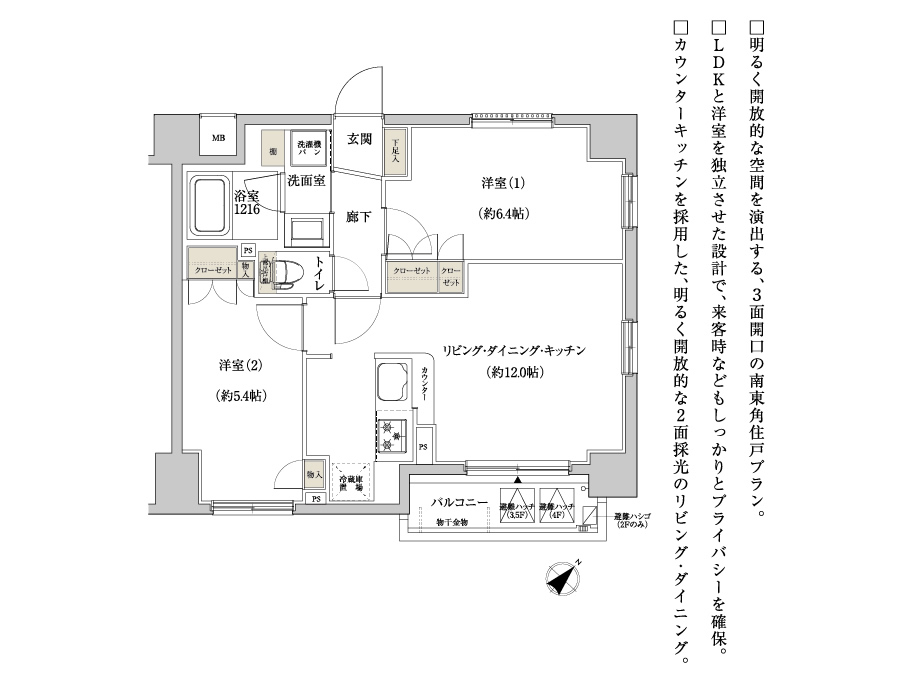 □明るく開放的な空間を演出する、3面開口の南東角住戸プラン。
□LDKと洋室を独立させた設計で、来客時などもしっかりとプライバシーを確保。
□カウンターキッチンを採用した、明るく開放的な2面採光のリビング・ダイニング。
MB
棚
洗濯機
パン
玄関
下足入
洋室(1)
(約6.4帖)
洗面室
浴室
1216
廊下
PS
クローゼット
物入
トイレ
クローゼット
クロー
ゼット
洋室(2)
(約5.4帖)
リビング・ダイニング・キッチン
(約12.0帖)
カウンター
PS
物入
冷蔵庫
置場
PS
バルコニー
避難ハッチ
(3,5F)
避難ハッチ
(4F)
物干金物
避難ハシゴ
(2Fのみ)
N